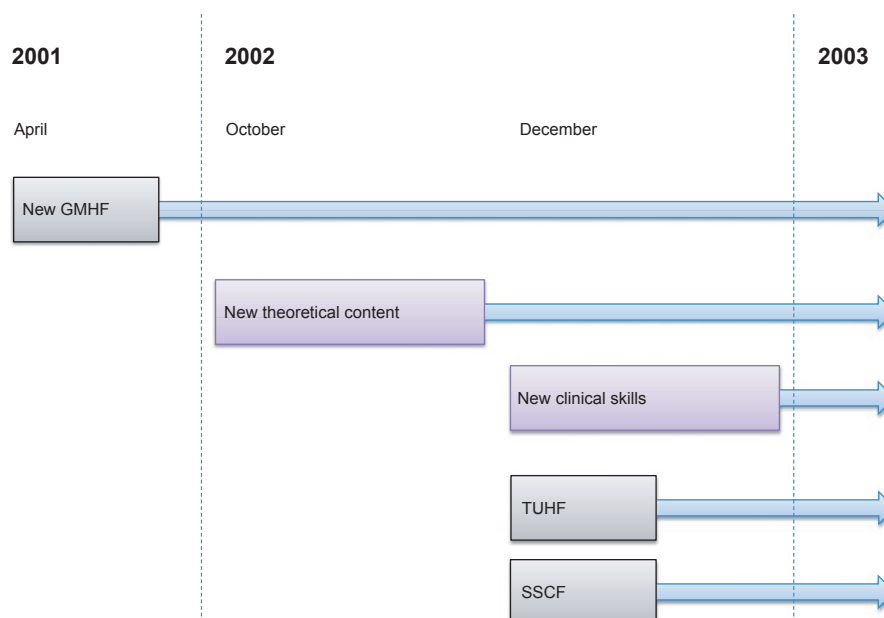 2001
2002
2003
April
October
December
New GMHF
New theoretical content
New clinical skills
TUHF
SSCF